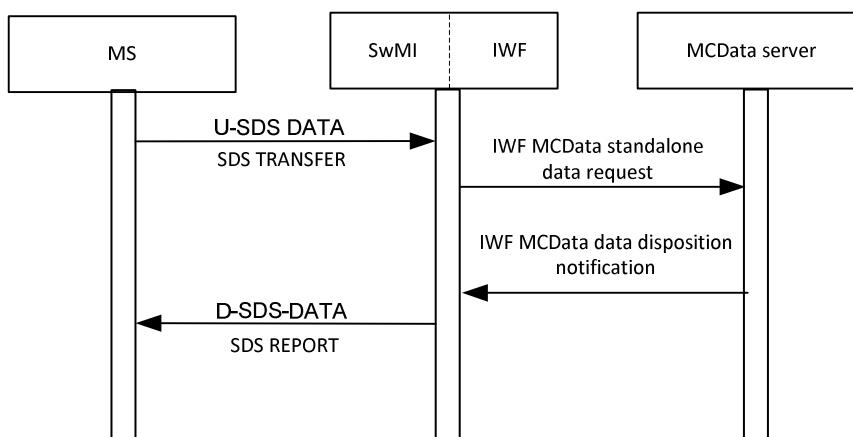 MS
SwMI
IWF
MCData server
U-SDS DATA
SDS TRANSFER
IWF MCData standalone
data request
IWF MCData data disposition
notification
D-SDS-DATA
SDS REPORT